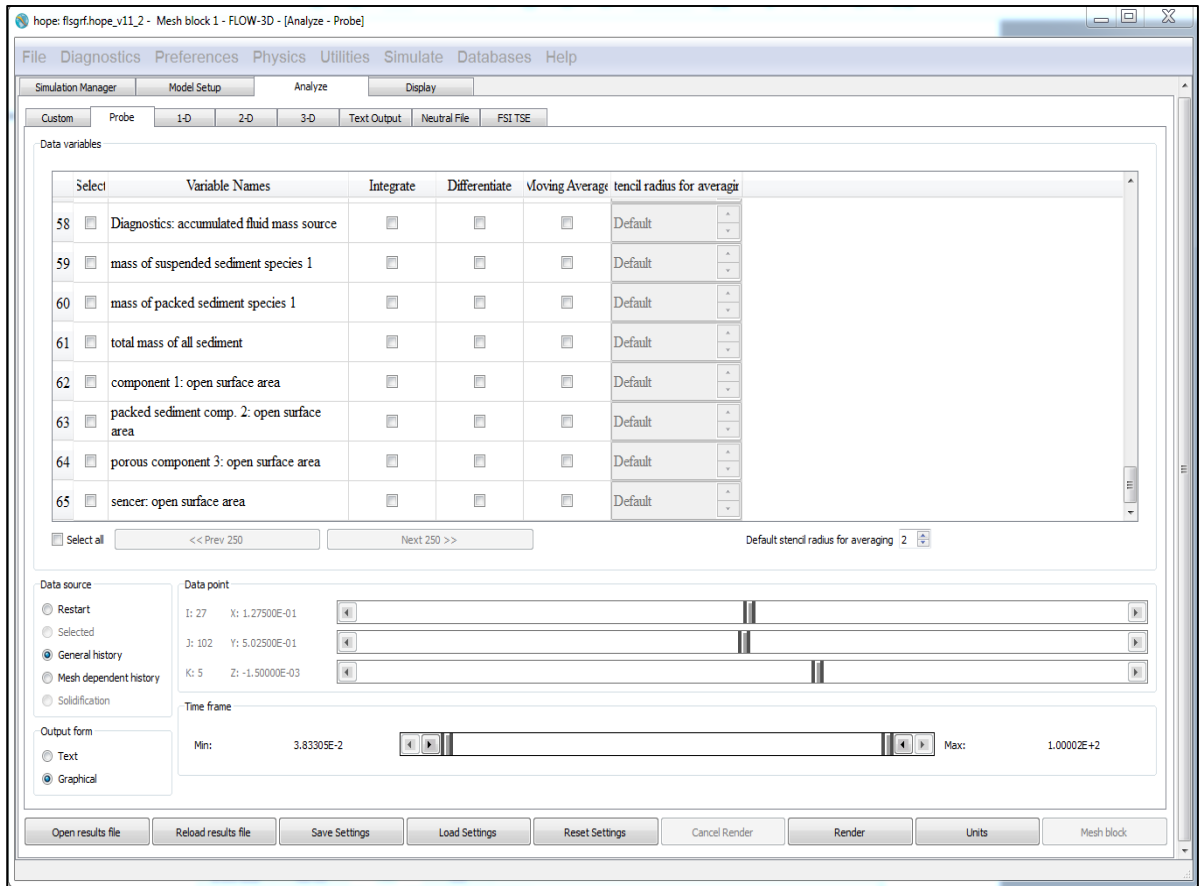 hope: flsgrf.hope_v11_2 - Mesh block 1 - FLOW-3D - [Analyze - Probe]
File Diagnostics Preferences Physics Utilities Simulate Databases Help
Simulation Manager Model Setup Analyze Display
Custom Probe 1-D 2-D 3-D Text Output Neutral File FSI TSE
Data variables
Select Variable Names Integrate Differentiate Moving Average tencil radius for averagin
58 Diagnostics: accumulated fluid mass source Default
59 mass of suspended sediment species 1 Default
60 mass of packed sediment species 1 Default
61 total mass of all sediment Default
62 component 1: open surface area Default
63 packed sediment comp. 2: open surface
area Default
64 porous component 3: open surface area Default
65 sencer: open surface area Default
Select all << Prev 250 Next 250 >> Default stencil radius for averaging 2
Data source Data point
Restart I: 27 X: 1.27500E-01
Selected
General history J: 102 Y: 5.02500E-01
Mesh dependent history K: 5 Z: -1.50000E-03
Solidification
Time frame
Output form
Min: 3.83305E-2 Max: 1.00002E+2
Text
Graphical
Open results file Reload results file Save Settings Load Settings Reset Settings Cancel Render Render Units Mesh block